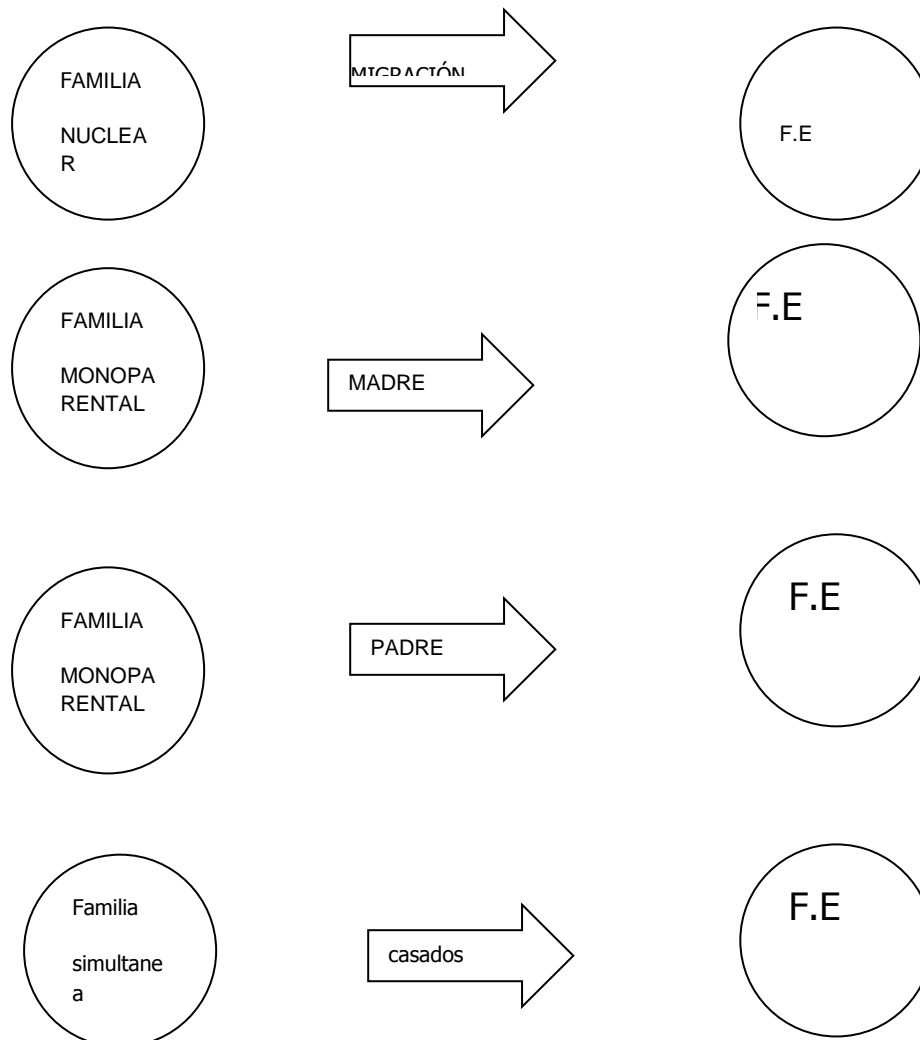 FAMILIA
NUCLEA
R
MIGRACIÓN
F.E
FAMILIA
MONOPA
RENTAL
MADRE
F.E
FAMILIA
MONOPA
RENTAL
PADRE
F.E
Familia
simultane
a
casados
F.E